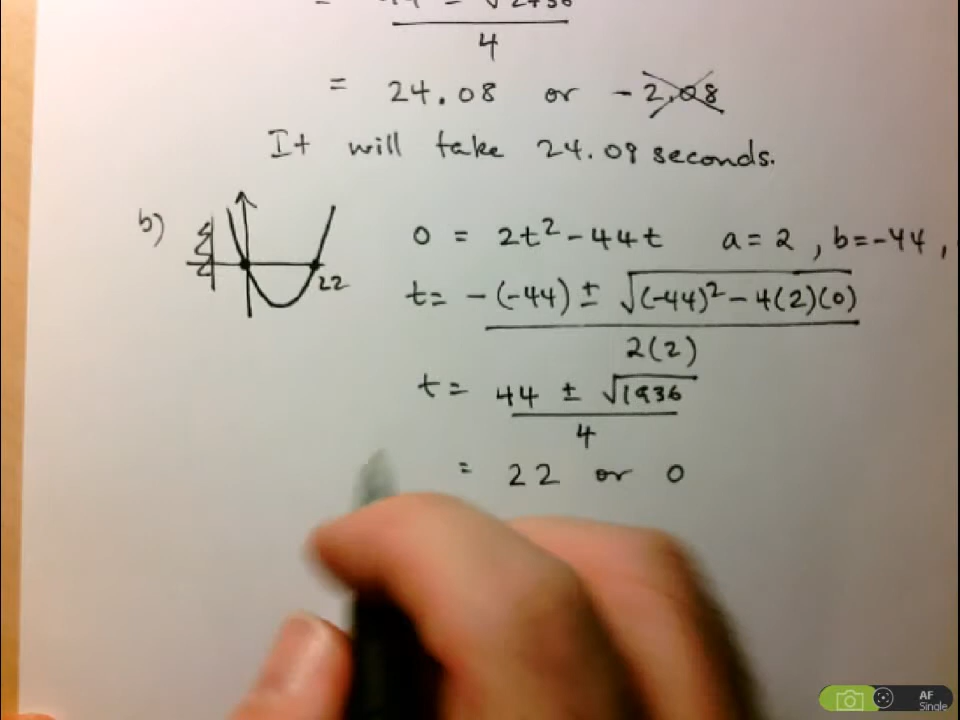 4
= 24.08 or -2.08
It will take 24.09 seconds.
b)
22
0 = 2t² - 44t a = 2, b = -44,
t = -(-44) ± √(-44)² - 4(2)(0)
2(2)
t = 44 ± √1936
4
= 22 or 0
AF
Single